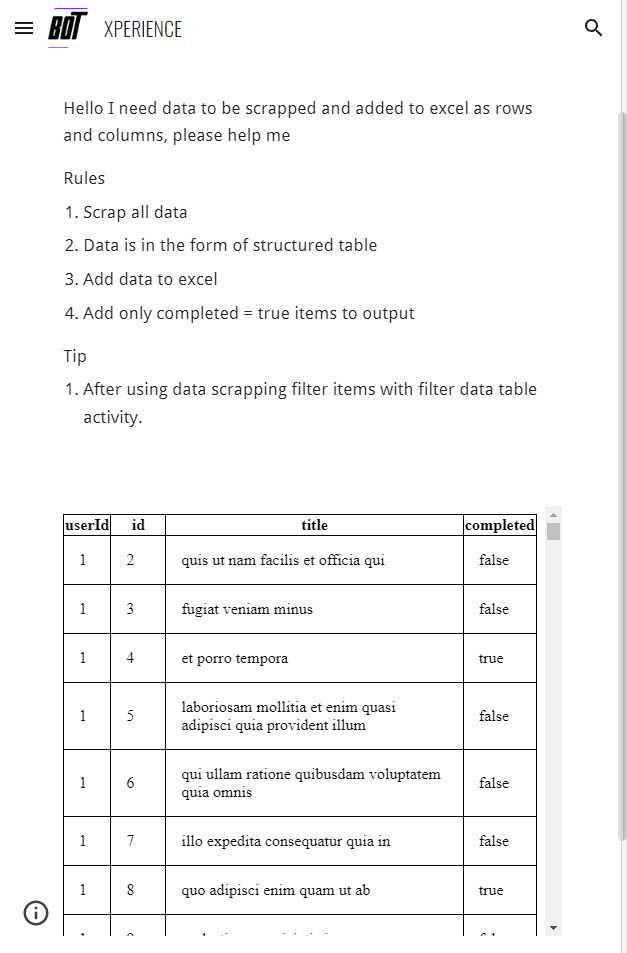 BOT XPERIENCE
Hello I need data to be scrapped and added to excel as rows
and columns, please help me
Rules
1. Scrap all data
2. Data is in the form of structured table
3. Add data to excel
4. Add only completed = true items to output
Tip
1. After using data scrapping filter items with filter data table
activity.
userId id title completed
1 2 quis ut nam facilis et officia qui false
1 3 fugiat veniam minus false
1 4 et porro tempora true
1 5 laboriosam mollitia et enim quasi
adipisci quia provident illum false
1 6 qui ullam ratione quibusdam voluptatem
quia omnis false
1 7 illo expedita consequatur quia in false
1 8 quo adipisci enim quam ut ab true